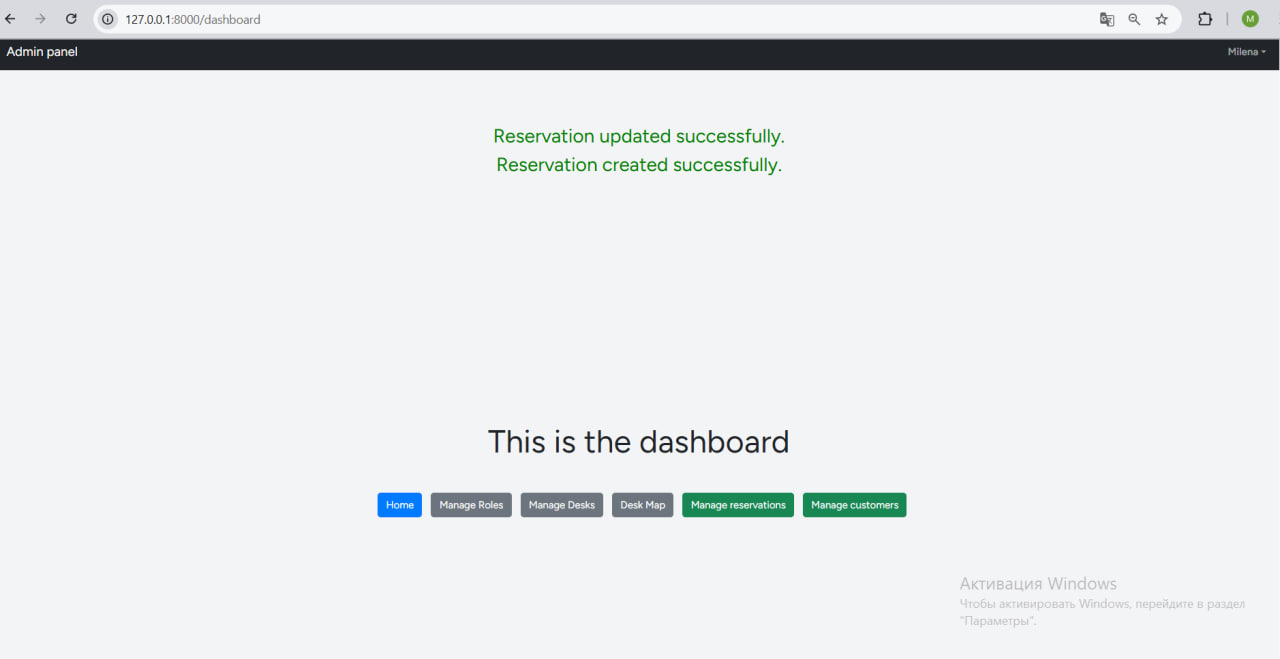 127.0.0.1:8000/dashboard
M
Admin panel
Milena
Reservation updated successfully.
Reservation created successfully.
This is the dashboard
Home
Manage Roles
Manage Desks
Desk Map
Manage reservations
Manage customers
Активация Windows
Чтобы активировать Windows, перейдите в раздел
"Параметры".